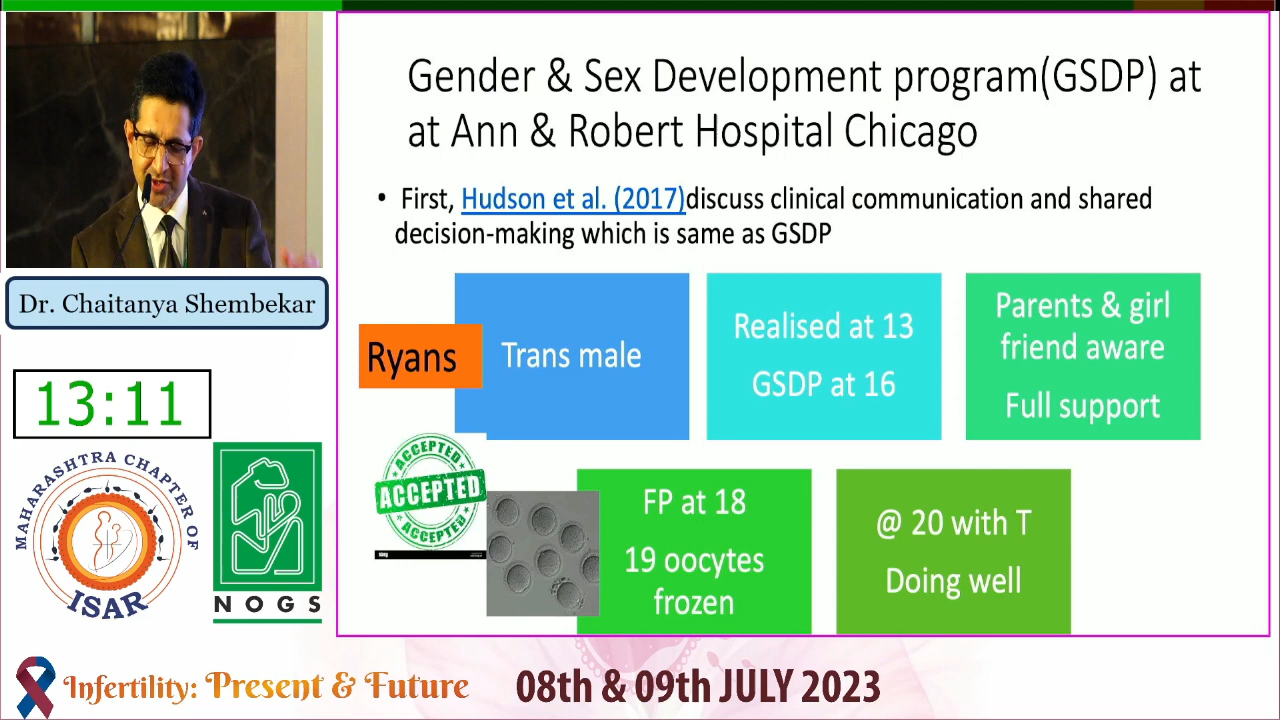 Gender & Sex Development program(GSDP) at
at Ann & Robert Hospital Chicago
• First, Hudson et al. (2017)discuss clinical communication and shared
decision-making which is same as GSDP
Ryans
Trans male
Realised at 13
GSDP at 16
Parents & girl
friend aware
Full support
ACCEPTED
ACCEPTED
ACCEPTED
FP at 18
19 oocytes
frozen
@ 20 with T
Doing well
Dr. Chaitanya Shembekar
13:11
MAHARASHTRA CHAPTER OF
ISAR
NOGS
Infertility: Present & Future
08th & 09th JULY 2023